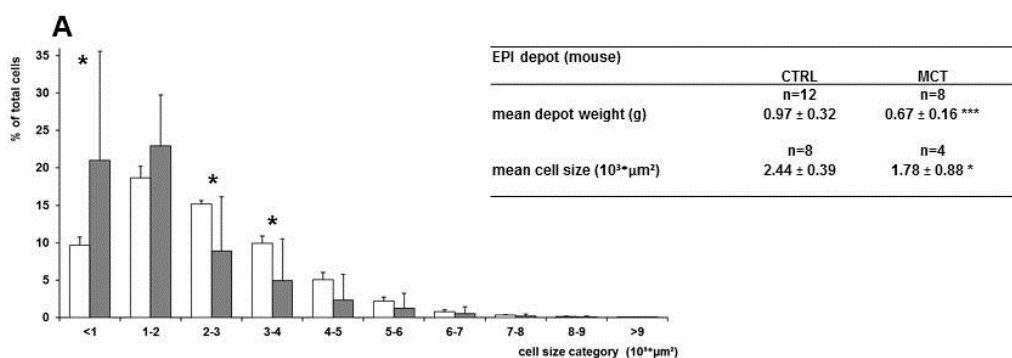 A
*
*
*
35
30
25
20
15
10
5
0
% of total cells
<1 1-2 2-3 3-4 4-5 5-6 6-7 7-8 8-9 >9
cell size category (10³*µm²)
EPI depot (mouse)
CTRL MCT
n=12 n=8
mean depot weight (g) 0.97 ± 0.32 0.67 ± 0.16 ***
n=8 n=4
mean cell size (10³*µm²) 2.44 ± 0.39 1.78 ± 0.88 *